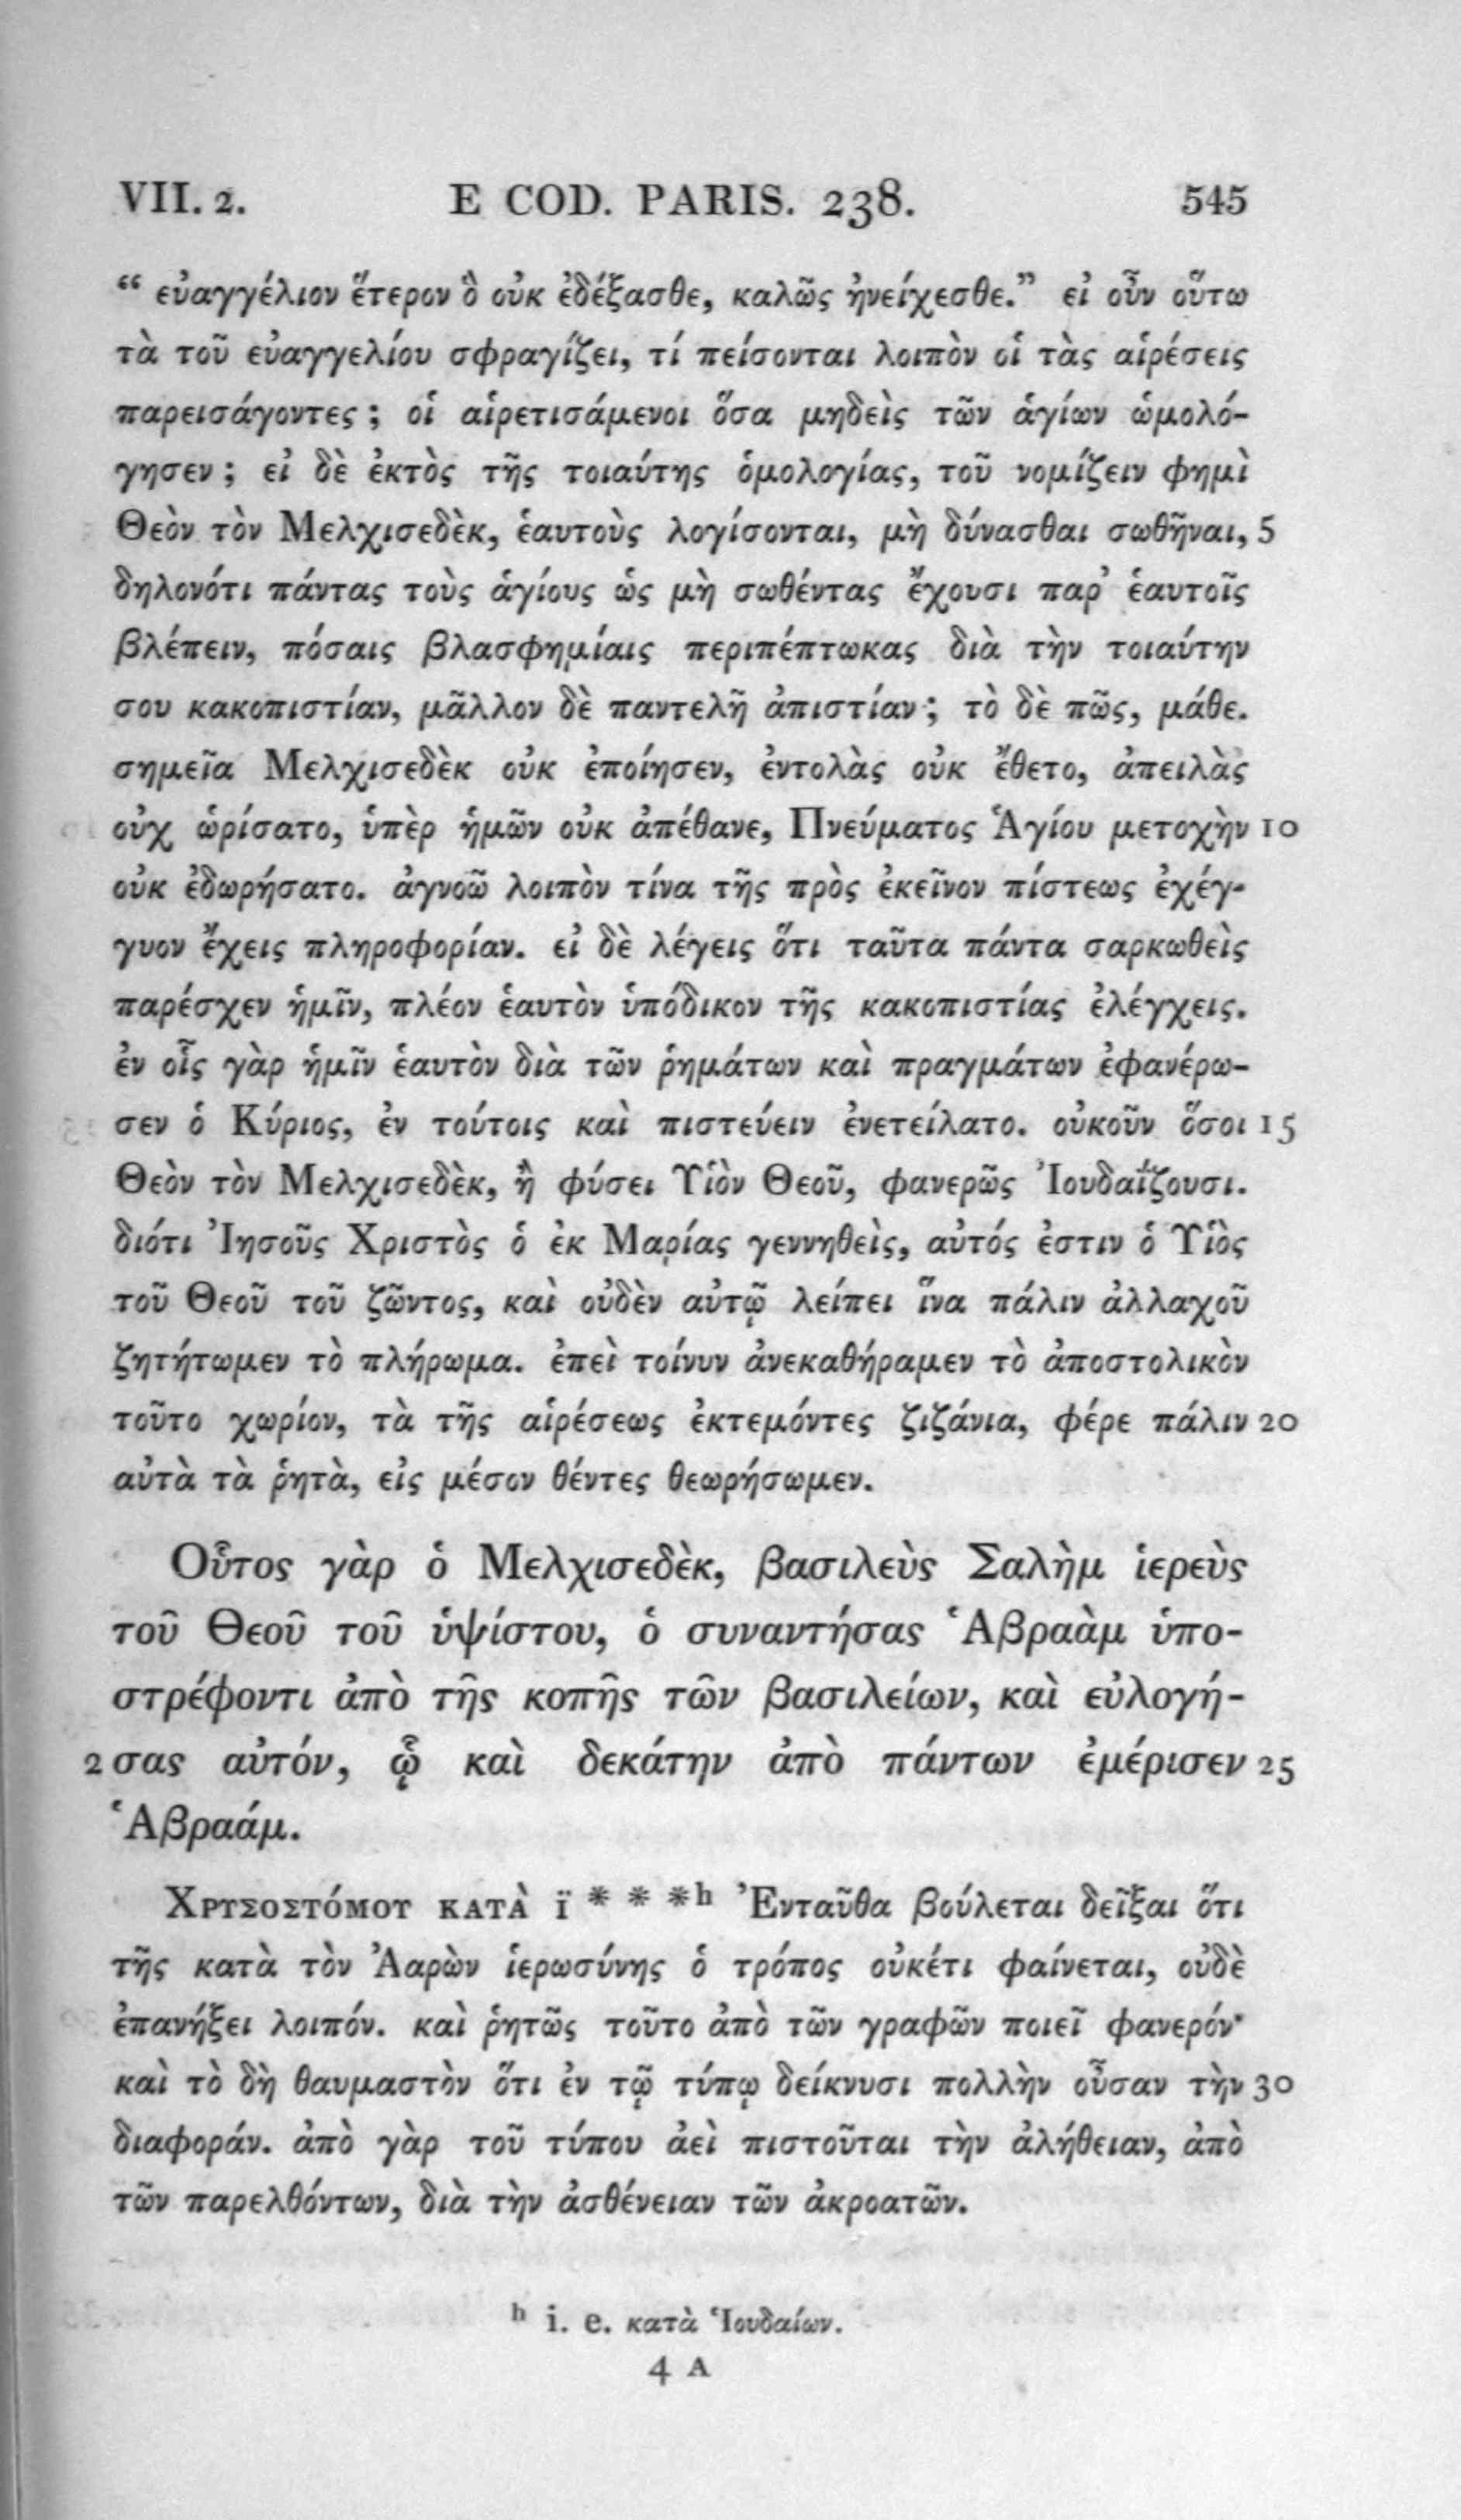 VII. 2. E COD. PARIS. 238. 545
“ εὐαγγέλιον ἕτερον ὃ οὐκ ἐδέξασθε, καλῶς ἠνείχεσθε.” εἰ οὖν οὕτω
τὰ τοῦ εὐαγγελίου σφραγίζει, τί πείσονται λοιπὸν οἱ τὰς αἱρέσεις
παρεισάγοντες ; οἱ αἱρετισάμενοι ὅσα μηδεὶς τῶν ἁγίων ὡμολό-
γησεν ; εἰ δὲ ἐκτὸς τῆς τοιαύτης ὁμολογίας, τοῦ νομίζειν φημὶ
Θεὸν τὸν Μελχισεδὲκ, ἑαυτοὺς λογίσονται, μὴ δύνασθαι σωθῆναι, 5
δηλονότι πάντας τοὺς ἁγίους ὡς μὴ σωθέντας ἔχουσι παρ’ ἑαυτοῖς
βλέπειν, πόσαις βλασφημίαις περιπέπτωκας διὰ τὴν τοιαύτην
σου κακοπιστίαν, μᾶλλον δὲ παντελῆ ἀπιστίαν ; τὸ δὲ πῶς, μάθε.
σημεῖα Μελχισεδὲκ οὐκ ἐποίησεν, ἐντολὰς οὐκ ἔθετο, ἀπειλὰς
οὐχ ὡρίσατο, ὑπὲρ ἡμῶν οὐκ ἀπέθανε, Πνεύματος Ἁγίου μετοχὴν 10
οὐκ ἐδωρήσατο. ἀγνοῶ λοιπὸν τίνα τῆς πρὸς ἐκεῖνον πίστεως ἐχέγ-
γυον ἔχεις πληροφορίαν. εἰ δὲ λέγεις ὅτι ταῦτα πάντα σαρκωθεὶς
παρέσχεν ἡμῖν, πλέον ἑαυτὸν ὑπόδικον τῆς κακοπιστίας ἐλέγχεις.
ἐν οἷς γὰρ ἡμῖν ἑαυτὸν διὰ τῶν ῥημάτων καὶ πραγμάτων ἐφανέρω-
σεν ὁ Κύριος, ἐν τούτοις καὶ πιστεύειν ἐνετείλατο. οὐκοῦν ὅσοι 15
Θεὸν τὸν Μελχισεδὲκ, ἢ φύσει Υἱὸν Θεοῦ, φανερῶς Ἰουδαΐζουσι.
διότι Ἰησοῦς Χριστὸς ὁ ἐκ Μαρίας γεννηθεὶς, αὐτός ἐστιν ὁ Υἱὸς
τοῦ Θεοῦ τοῦ ζῶντος, καὶ οὐδὲν αὐτῷ λείπει ἵνα πάλιν ἀλλαχοῦ
ζητήτωμεν τὸ πλήρωμα. ἐπεὶ τοίνυν ἀνεκαθήραμεν τὸ ἀποστολικὸν
τοῦτο χωρίον, τὰ τῆς αἱρέσεως ἐκτεμόντες ζιζάνια, φέρε πάλιν 20
αὐτὰ τὰ ῥητὰ, εἰς μέσον θέντες θεωρήσωμεν.
Οὗτος γὰρ ὁ Μελχισεδὲκ, βασιλεὺς Σαλὴμ ἱερεὺς
τοῦ Θεοῦ τοῦ ὑψίστου, ὁ συναντήσας Ἁβραὰμ ὑπο-
στρέφοντι ἀπὸ τῆς κοπῆς τῶν βασιλείων, καὶ εὐλογή-
2 σας αὐτόν, ᾧ καὶ δεκάτην ἀπὸ πάντων ἐμέρισεν 25
Ἁβραάμ.
Χρυσοστόμου κατὰ ϊ * * *h Ἐνταῦθα βούλεται δεῖξαι ὅτι
τῆς κατὰ τὸν Ἀαρὼν ἱερωσύνης ὁ τρόπος οὐκέτι φαίνεται, οὐδὲ
ἐπανήξει λοιπόν. καὶ ῥητῶς τοῦτο ἀπὸ τῶν γραφῶν ποιεῖ φανερόν·
καὶ τὸ δὴ θαυμαστὸν ὅτι ἐν τῷ τύπῳ δείκνυσι πολλὴν οὖσαν τὴν 30
διαφοράν. ἀπὸ γὰρ τοῦ τύπου ἀεὶ πιστοῦται τὴν ἀλήθειαν, ἀπὸ
τῶν παρελθόντων, διὰ τὴν ἀσθένειαν τῶν ἀκροατῶν.
h i. e. κατὰ Ἰουδαίων.
4 A